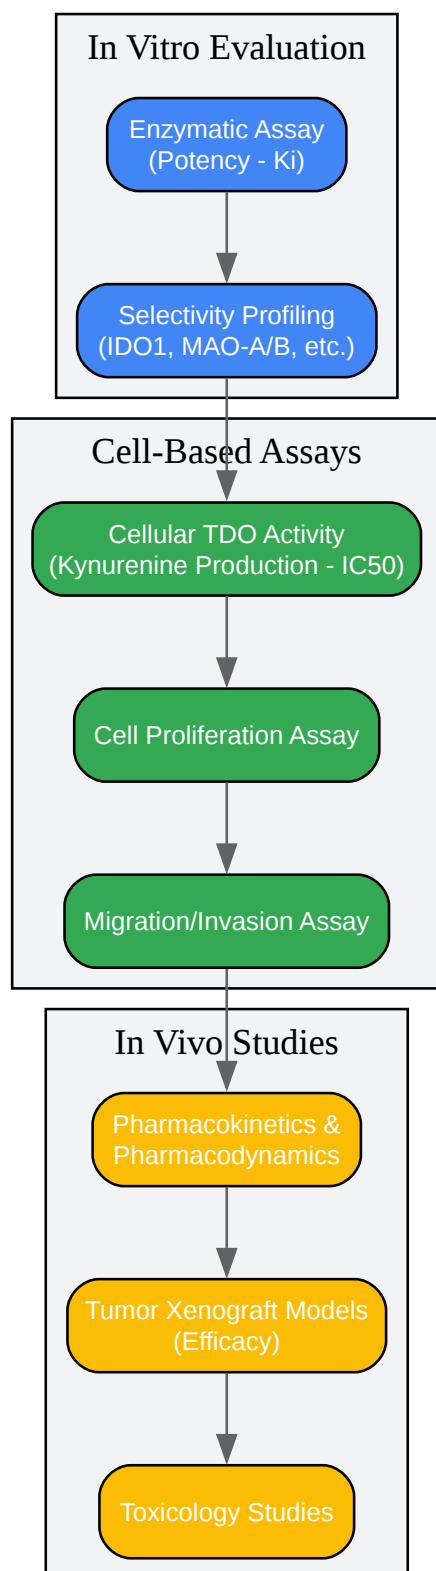 In Vitro Evaluation
Enzymatic Assay
(Potency - Ki)
Selectivity Profiling
(IDO1, MAO-A/B, etc.)
Cell-Based Assays
Cellular TDO Activity
(Kynurenine Production - IC50)
Cell Proliferation Assay
Migration/Invasion Assay
In Vivo Studies
Pharmacokinetics &
Pharmacodynamics
Tumor Xenograft Models
(Efficacy)
Toxicology Studies